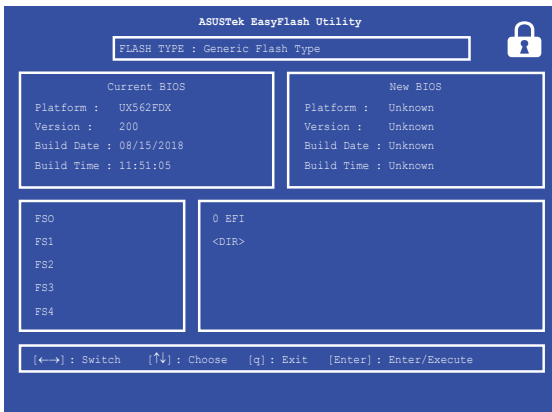 ASUSTek EasyFlash Utility
FLASH TYPE : Generic Flash Type
Current BIOS
Platform : UX562FDX
Version : 200
Build Date : 08/15/2018
Build Time : 11:51:05
New BIOS
Platform : Unknown
Version : Unknown
Build Date : Unknown
Build Time : Unknown
FSO
FS1
FS2
FS3
FS4
0 EFI
<DIR>
[←→] : Switch [↑↓] : Choose [q] : Exit [Enter] : Enter/Execute